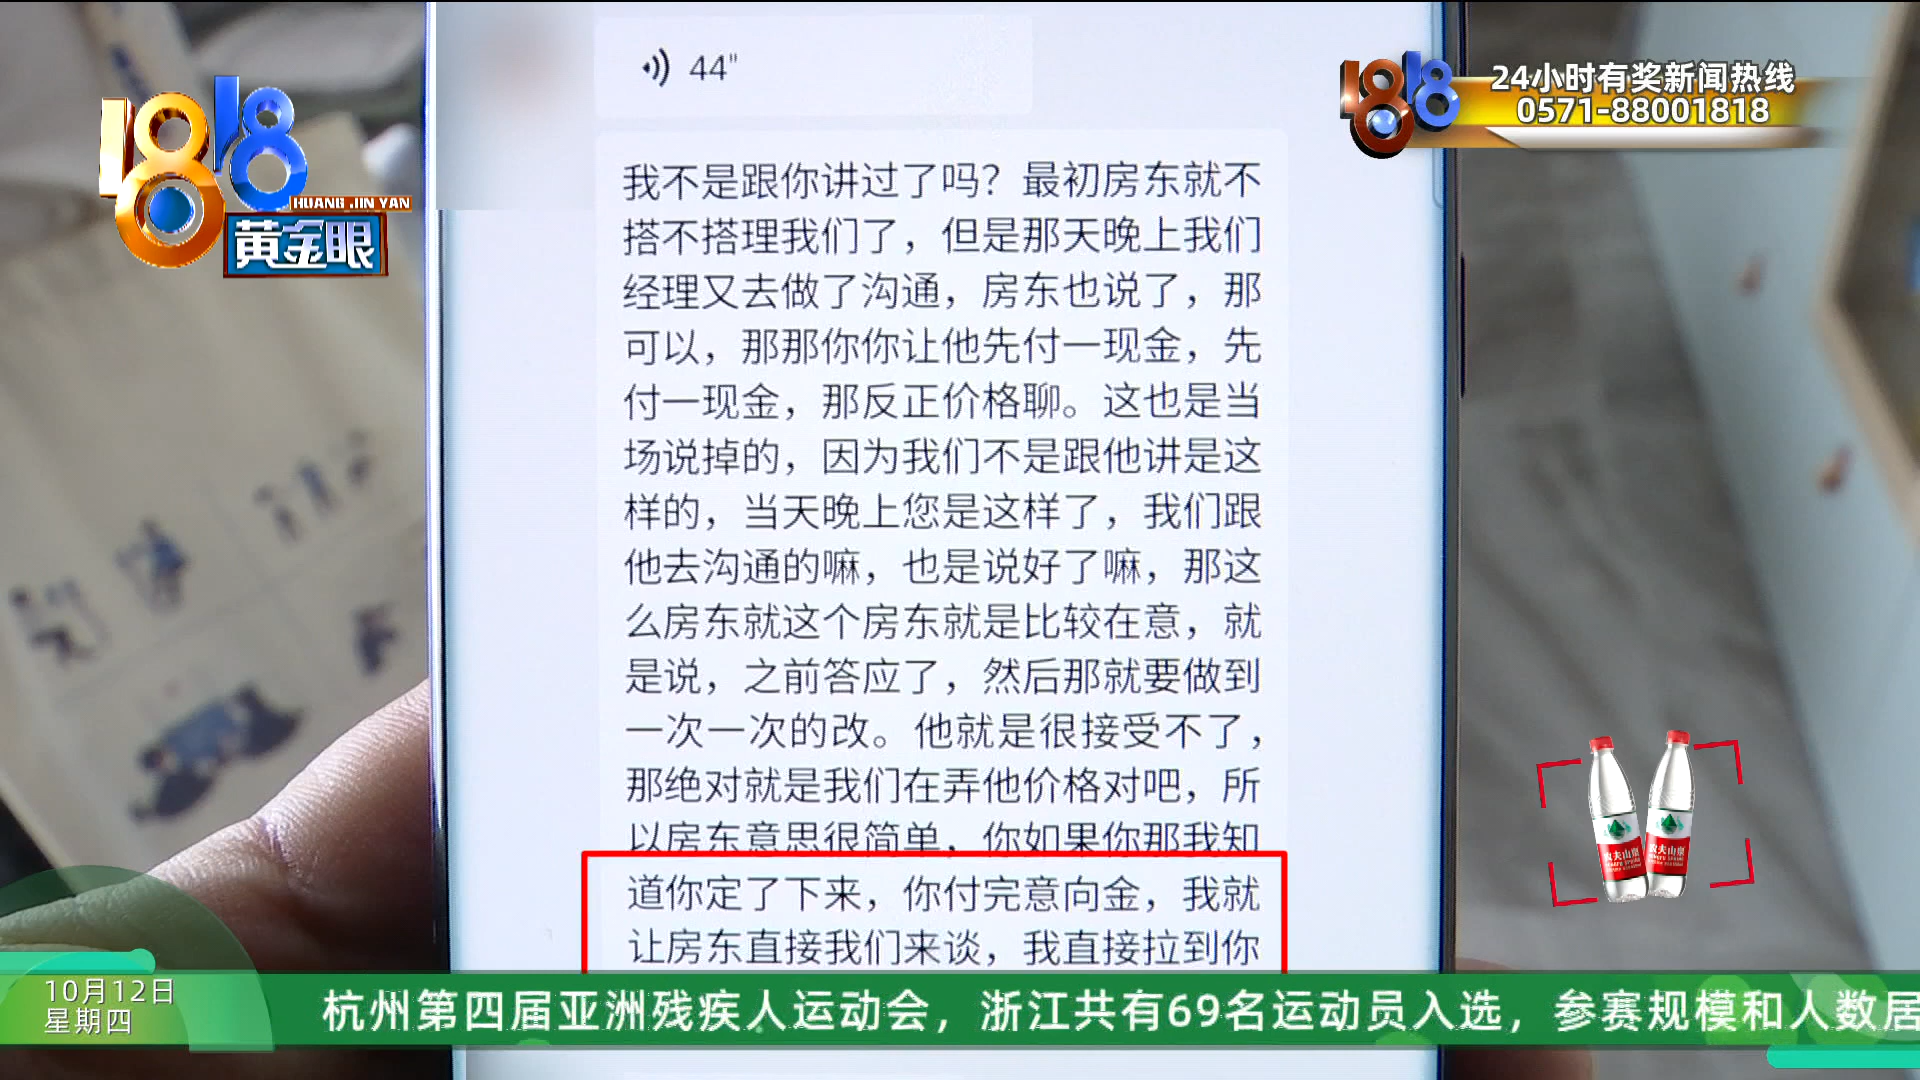 1818
HUANG JIN YAN
黄金眼
24小时有奖新闻热线
0571-88001818
44"
我不是跟你讲过了吗？最初房东就不
搭不搭理我们了，但是那天晚上我们
经理又去做了沟通，房东也说了，那
可以，那那你你让他先付一现金，先
付一现金，那反正价格聊。这也是当
场说掉的，因为我们不是跟他讲是这
样的，当天晚上您是这样了，我们跟
他去沟通的嘛，也是说好了嘛，那这
么房东就这个房东就是比较在意，就
是说，之前答应了，然后那就要做到
一次一次的改。他就是很接受不了，
那绝对就是我们在弄他价格对吧，所
以房东意思很简单，你如果你那我知
道你定了下来，你付完意向金，我就
让房东直接我们来谈，我直接拉到你
农夫山泉
农夫山泉
10月12日
星期四
杭州第四届亚洲残疾人运动会，浙江共有69名运动员入选，参赛规模和人数居